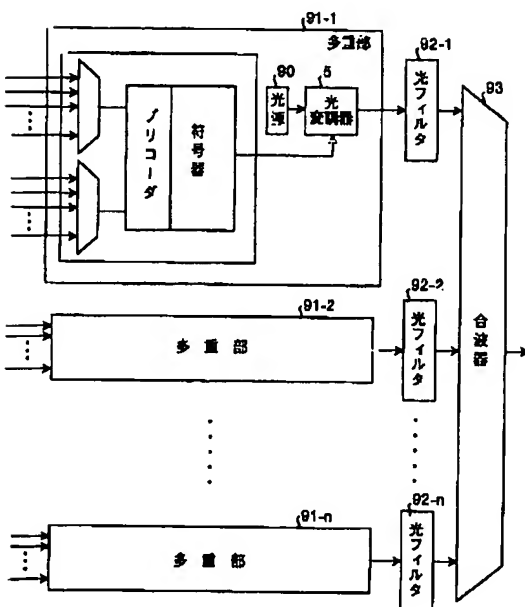 91-1
多重部
92-1
光フィルタ
93
合波器
90
光源
5
光変調器
プリコーダ
符号器
91-2
多重部
92-2
光フィルタ
91-n
多重部
92-n
光フィルタ